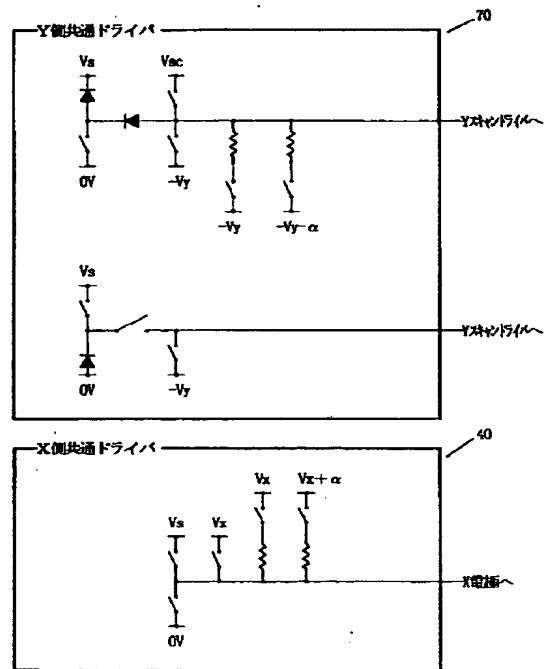 Y側共通ドライバ
70
Vs
Vsc
Yスキャンドライバへ
0V
-Vy
-Vy
-Vy-α
Vs
Yスキャンドライバへ
0V
-Vy
X側共通ドライバ
40
Vx
Vx+α
Vs
Vx
X電極へ
0V